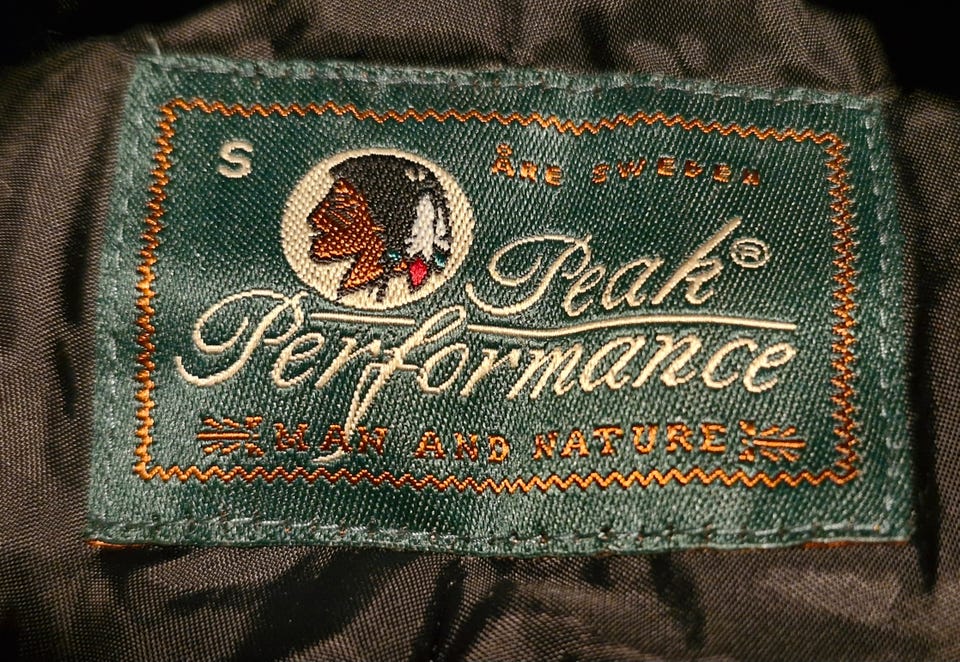 S
ÅRE SWEDEN
Peak®
Performance
MAN AND NATURE